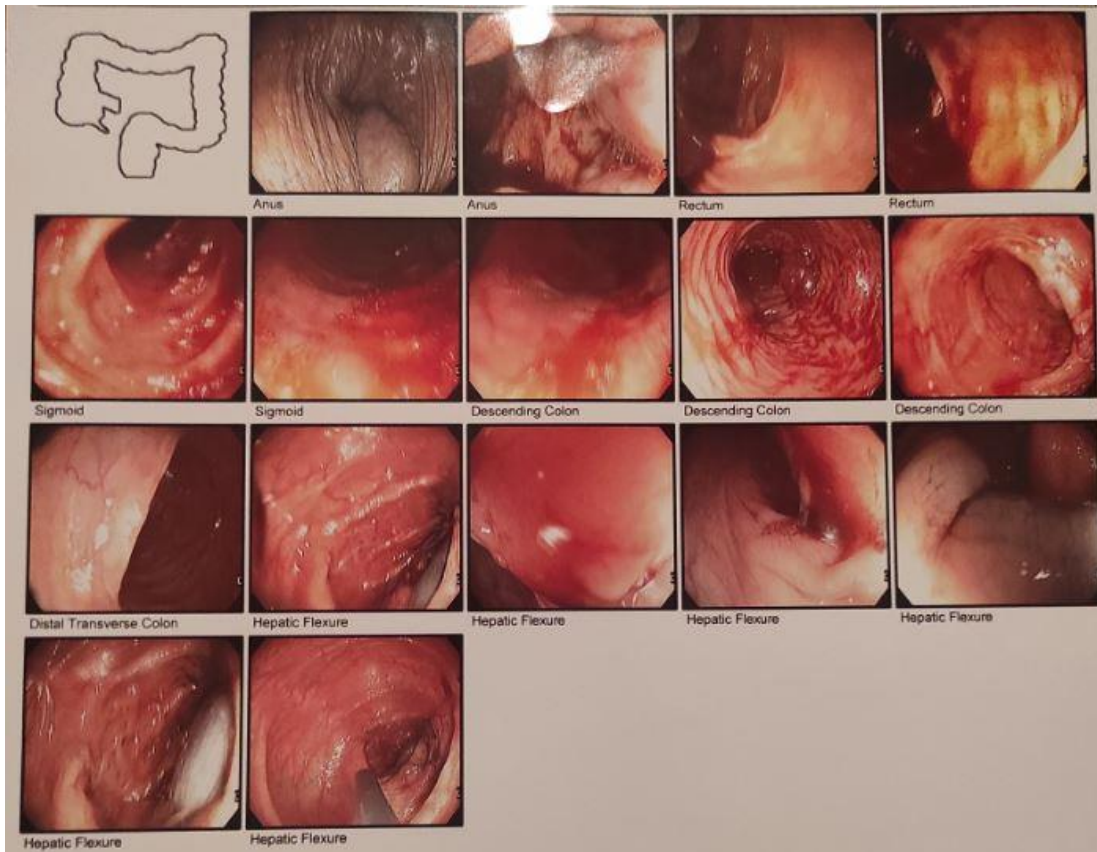 Anus
Anus
Rectum
Rectum
Sigmoid
Sigmoid
Descending Colon
Descending Colon
Descending Colon
Distal Transverse Colon
Hepatic Flexure
Hepatic Flexure
Hepatic Flexure
Hepatic Flexure
Hepatic Flexure
Hepatic Flexure